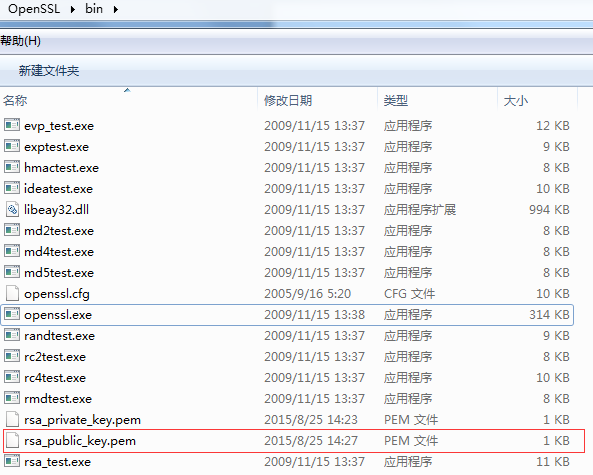 OpenSSL ▸ bin ▸
帮助(H)
新建文件夹
名称 修改日期 类型 大小
evp_test.exe 2009/11/15 13:37 应用程序 12 KB
exptest.exe 2009/11/15 13:37 应用程序 9 KB
hmactest.exe 2009/11/15 13:37 应用程序 8 KB
ideatest.exe 2009/11/15 13:37 应用程序 10 KB
libeay32.dll 2009/11/15 13:37 应用程序扩展 994 KB
md2test.exe 2009/11/15 13:37 应用程序 8 KB
md4test.exe 2009/11/15 13:37 应用程序 8 KB
md5test.exe 2009/11/15 13:37 应用程序 8 KB
openssl.cfg 2005/9/16 5:20 CFG 文件 10 KB
openssl.exe 2009/11/15 13:38 应用程序 314 KB
randtest.exe 2009/11/15 13:37 应用程序 9 KB
rc2test.exe 2009/11/15 13:37 应用程序 8 KB
rc4test.exe 2009/11/15 13:37 应用程序 10 KB
rmdtest.exe 2009/11/15 13:37 应用程序 8 KB
rsa_private_key.pem 2015/8/25 14:23 PEM 文件 1 KB
rsa_public_key.pem 2015/8/25 14:27 PEM 文件 1 KB
rsa_test.exe 2009/11/15 13:37 应用程序 11 KB